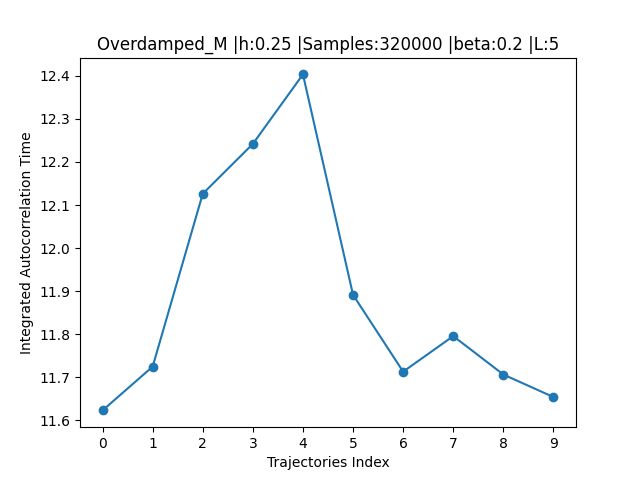 Overdamped_M |h:0.25 |Samples:320000 |beta:0.2 |L:5
Integrated Autocorrelation Time
12.4
12.3
12.2
12.1
12.0
11.9
11.8
11.7
11.6
0 1 2 3 4 5 6 7 8 9
Trajectories Index